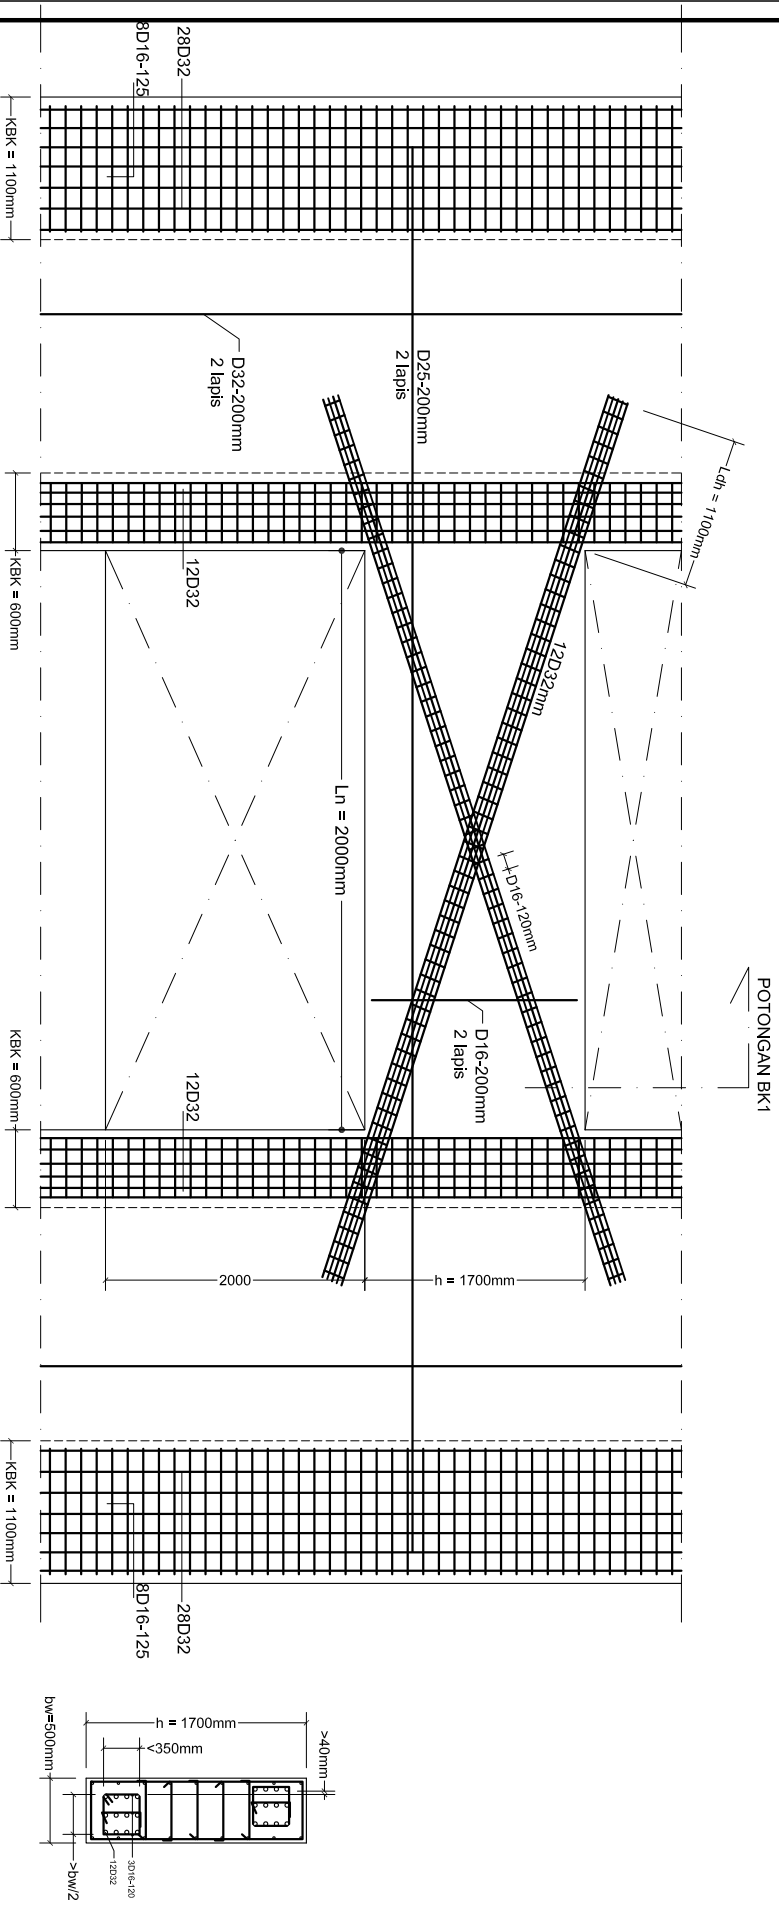 8D16-125
28D32
KBK = 1100mm
D32-200mm
2 lapis
D25-200mm
2 lapis
Ldh = 1100mm
12D32
KBK = 600mm
12D32mm
Ln = 2000mm
D16-120mm
D16-200mm
2 lapis
POTONGAN BK1
12D32
KBK = 600mm
2000
h = 1700mm
KBK = 1100mm
8D16-125
28D32
bw=500mm
h = 1700mm
<350mm
>40mm
3D16-120
12D32
>bw/2